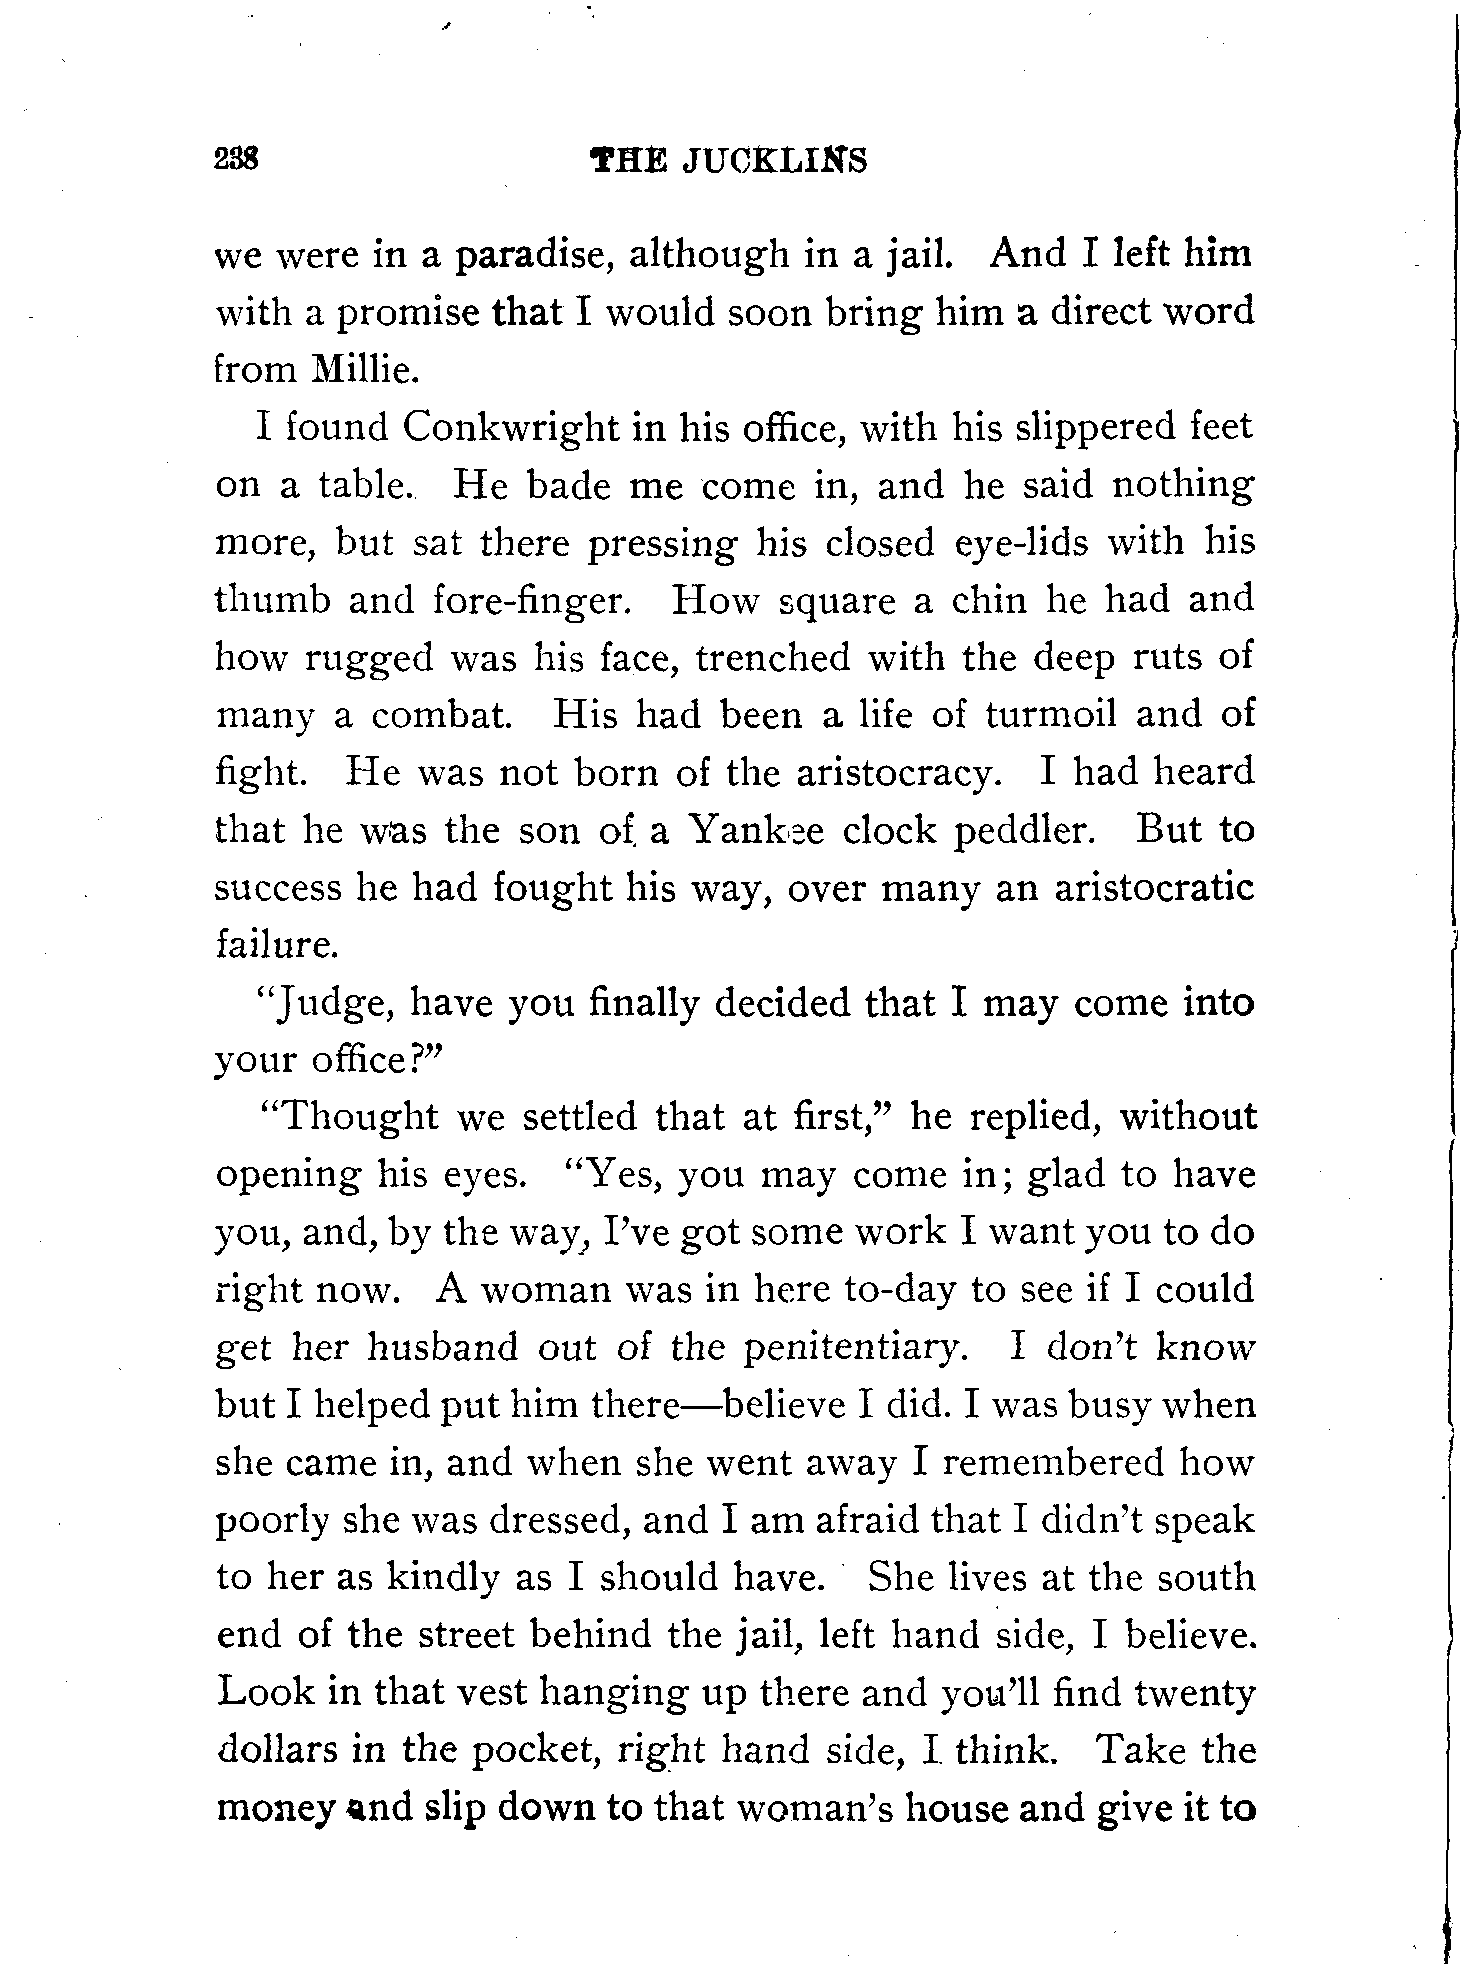 238 THE JUCKLINS
we were in a paradise, although in a jail. And I left him
with a promise that I would soon bring him a direct word
from Millie.
I found Conkwright in his office, with his slippered feet
on a table. He bade me come in, and he said nothing
more, but sat there pressing his closed eye-lids with his
thumb and fore-finger. How square a chin he had and
how rugged was his face, trenched with the deep ruts of
many a combat. His had been a life of turmoil and of
fight. He was not born of the aristocracy. I had heard
that he was the son of a Yankee clock peddler. But to
success he had fought his way, over many an aristocratic
failure.
"Judge, have you finally decided that I may come into
your office?"
"Thought we settled that at first," he replied, without
opening his eyes. "Yes, you may come in; glad to have
you, and, by the way, I've got some work I want you to do
right now. A woman was in here to-day to see if I could
get her husband out of the penitentiary. I don't know
but I helped put him there—believe I did. I was busy when
she came in, and when she went away I remembered how
poorly she was dressed, and I am afraid that I didn't speak
to her as kindly as I should have. She lives at the south
end of the street behind the jail, left hand side, I believe.
Look in that vest hanging up there and you'll find twenty
dollars in the pocket, right hand side, I think. Take the
money and slip down to that woman's house and give it to